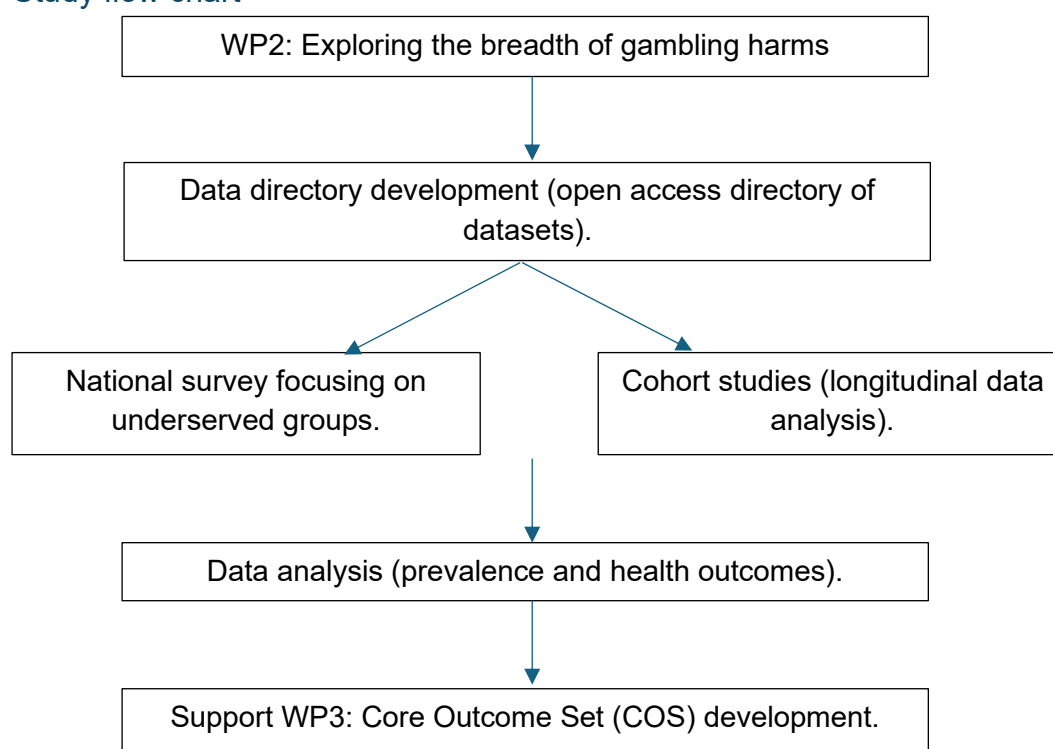 Study flow chart
WP2: Exploring the breadth of gambling harms
Data directory development (open access directory of
datasets).
National survey focusing on
underserved groups.
Cohort studies (longitudinal data
analysis).
Data analysis (prevalence and health outcomes).
Support WP3: Core Outcome Set (COS) development.